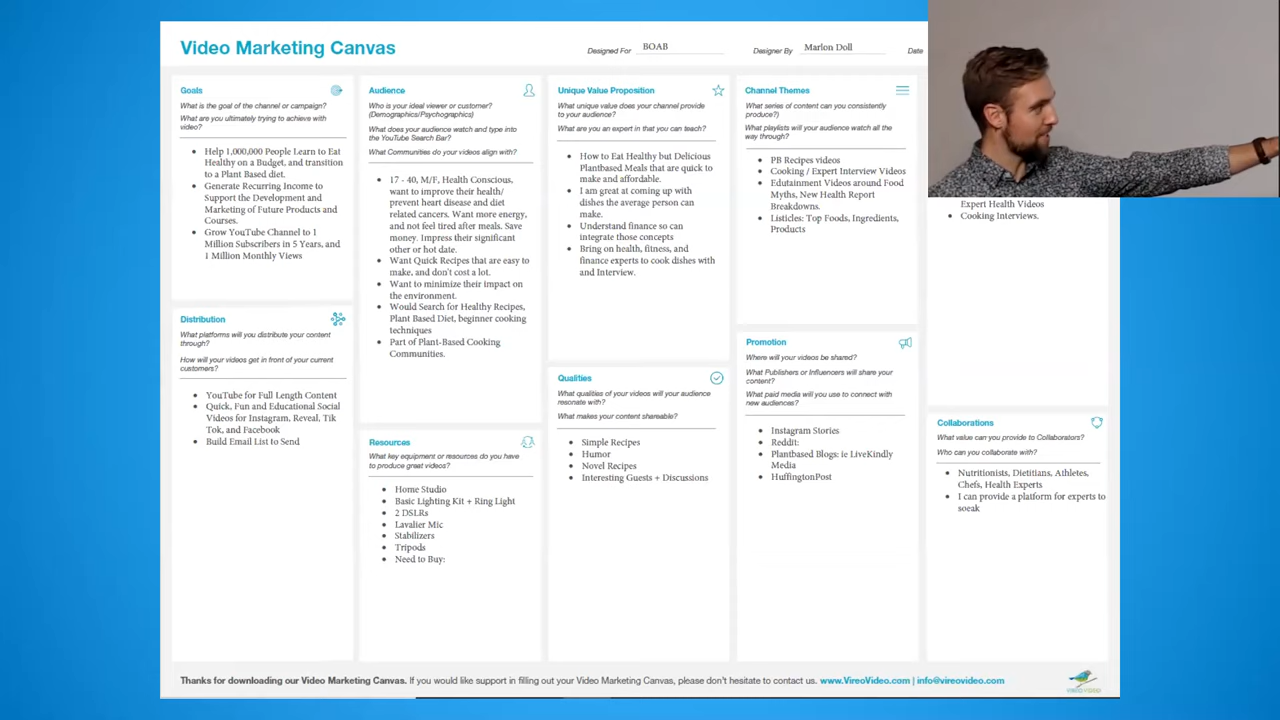 Video Marketing Canvas
Designed For
BOAB
Designer By
Marlon Doll
Date
Goals
What is the goal of the channel or campaign?
What are you ultimately trying to achieve with
video?
Help 1,000,000 People Learn to Eat
Healthy on a Budget, and transition
to a Plant Based diet.
Generate Recurring Income to
Support the Development and
Marketing of Future Products and
Courses.
Grow YouTube Channel to 1
Million Subscribers in 5 Years, and
1 Million Monthly Views
Distribution
What platforms will you distribute your content
through?
How will your videos get in front of your current
customers?
YouTube for Full Length Content
Quick, Fun and Educational Social
Videos for Instagram, Reveal, Tik
Tok, and Facebook
Build Email List to Send
Audience
Who is your ideal viewer or customer?
(Demographics/Psychographics)
What does your audience watch and type into
the YouTube Search Bar?
What Communities do your videos align with?
17 - 40, M/F, Health Conscious,
want to improve their health/
prevent heart disease and diet
related cancers. Want more energy,
and not feel tired after meals. Save
money. Impress their significant
other or hot date.
Want Quick Recipes that are easy to
make, and don't cost a lot.
Want to minimize their impact on
the environment.
Would Search for Healthy Recipes,
Plant Based Diet, beginner cooking
techniques
Part of Plant-Based Cooking
Communities.
Resources
What key equipment or resources do you have
to produce great videos?
Home Studio
Basic Lighting Kit + Ring Light
2 DSLRs
Lavalier Mic
Stabilizers
Tripods
Need to Buy:
Unique Value Proposition
What unique value does your channel provide
to your audience?
What are you an expert in that you can teach?
How to Eat Healthy but Delicious
Plantbased Meals that are quick to
make and affordable.
I am great at coming up with
dishes the average person can
make.
Understand finance so can
integrate those concepts
Bring on health, fitness, and
finance experts to cook dishes with
and Interview.
Qualities
What qualities of your videos will your audience
resonate with?
What makes your content shareable?
Simple Recipes
Humor
Novel Recipes
Interesting Guests + Discussions
Channel Themes
What series of content can you consistently
produce?)
What playlists will your audience watch all the
way through?
PB Recipes videos
Cooking / Expert Interview Videos
Edutainment Videos around Food
Myths, New Health Report
Breakdowns.
Listicles: Top Foods, Ingredients,
Products
Promotion
Where will your videos be shared?
What Publishers or Influencers will share your
content?
What paid media will you use to connect with
new audiences?
Instagram Stories
Reddit:
Plantbased Blogs: ie LiveKindly
Media
HuffingtonPost
Expert Health Videos
Cooking Interviews.
Collaborations
What value can you provide to Collaborators?
Who can you collaborate with?
Nutritionists, Dietitians, Athletes,
Chefs, Health Experts
I can provide a platform for experts to
soeak
Thanks for downloading our Video Marketing Canvas. If you would like support in filling out your Video Marketing Canvas, please don't hesitate to contact us. www.VireoVideo.com | info@vireovideo.com
VIREO VIDEO